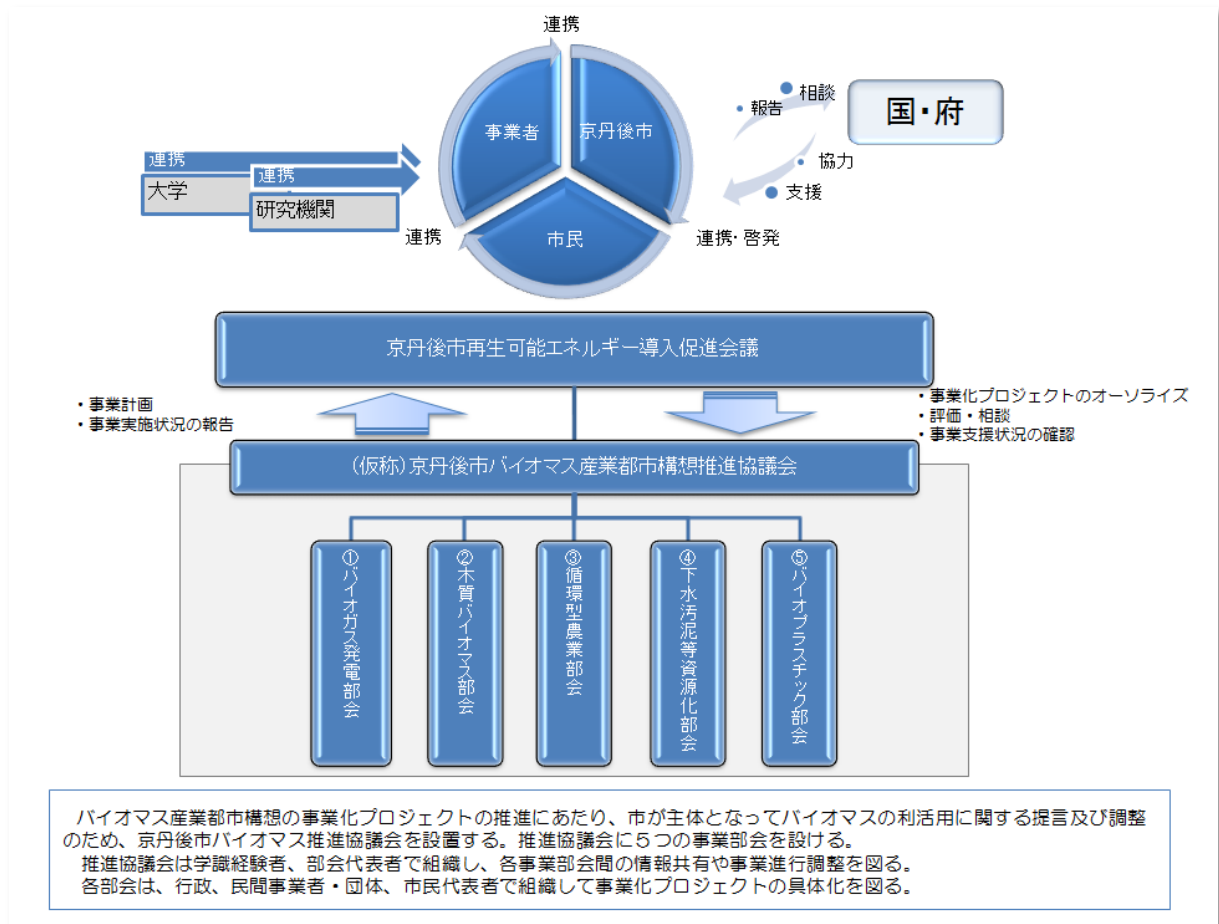 連携
事業者
京丹後市
市民
連携
連携・啓発
連携
大学
連携
研究機関
・報告
●相談
国・府
・協力
●支援
京丹後市再生可能エネルギー導入促進会議
・事業計画
・事業実施状況の報告
・事業化プロジェクトのオーソライズ
・評価・相談
・事業支援状況の確認
(仮称)京丹後市バイオマス産業都市構想推進協議会
①バイオガス発電部会
②木質バイオマス部会
③循環型農業部会
④下水汚泥等資源化部会
⑤バイオプラスチック部会
バイオマス産業都市構想の事業化プロジェクトの推進にあたり、市が主体となってバイオマスの利活用に関する提言及び調整
のため、京丹後市バイオマス推進協議会を設置する。推進協議会に５つの事業部会を設ける。
推進協議会は学識経験者、部会代表者で組織し、各事業部会間の情報共有や事業進行調整を図る。
各部会は、行政、民間事業者・団体、市民代表者で組織して事業化プロジェクトの具体化を図る。